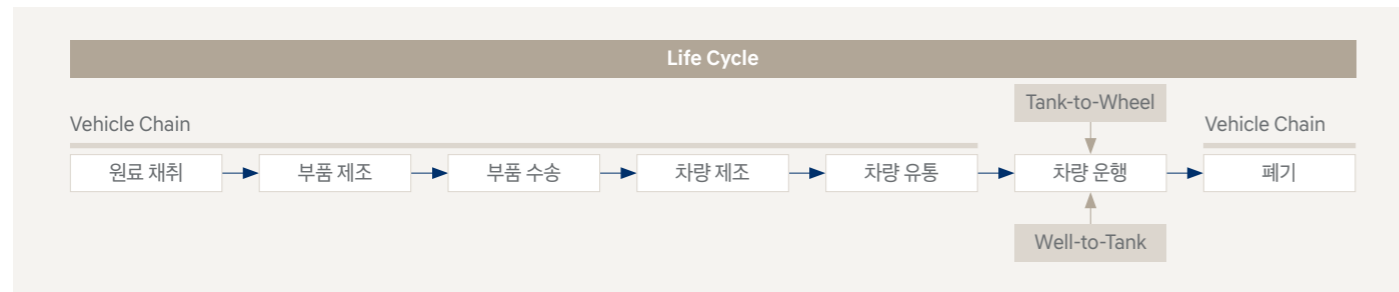 Life Cycle
Tank-to-Wheel
Vehicle Chain
Vehicle Chain
원료 채취
부품 제조
부품 수송
차량 제조
차량 유통
차량 운행
폐기
Well-to-Tank